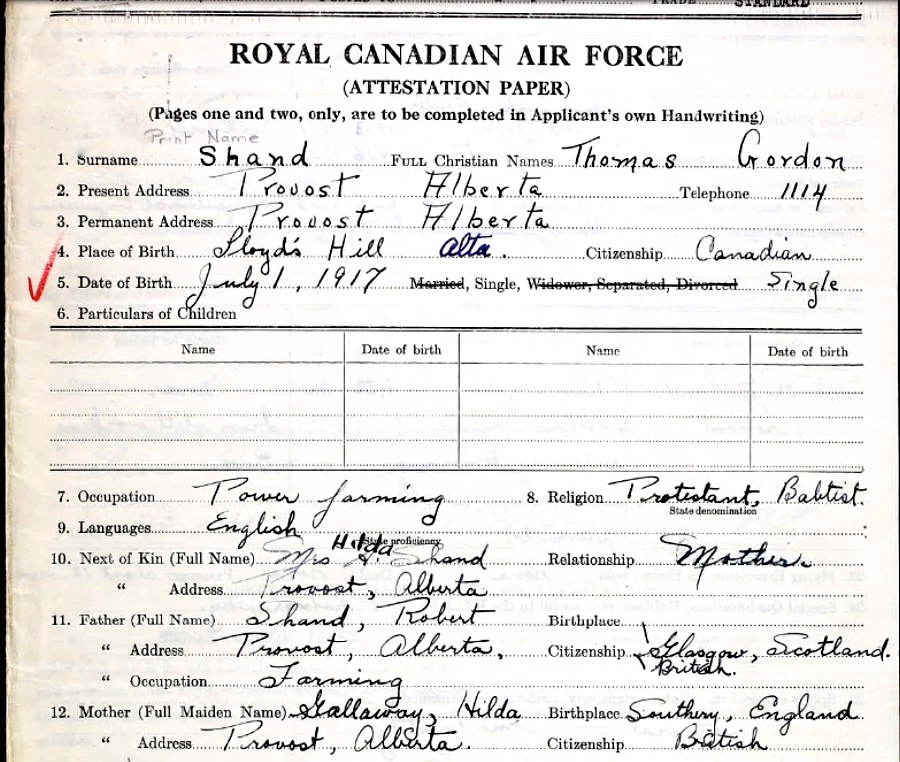 STANDARD
ROYAL CANADIAN AIR FORCE
(ATTESTATION PAPER)
(Pages one and two, only, are to be completed in Applicant's own Handwriting)
Print Name
1. Surname Shand FULL Christian Names Thomas Gordon
2. Present Address Provost Alberta Telephone 1114
3. Permanent Address Provost Alberta
4. Place of Birth Lloyd's Hill Alta. Citizenship Canadian
5. Date of Birth July 1, 1917 Married, Single, Widower, Separated, Divorced Single
6. Particulars of Children
Name Date of birth Name Date of birth
7. Occupation Power farming 8. Religion Protestant, Babtist.
State denomination
9. Languages English
State proficiency
10. Next of Kin (Full Name) Mrs H. Hilda Shand Relationship Mother
" Address Provost, Alberta
11. Father (Full Name) Shand, Robert Birthplace
" Address Provost, Alberta, Citizenship Glasgow, Scotland.
British.
" Occupation Farming
12. Mother (Full Maiden Name) Gallaway, Hilda Birthplace Southery, England.
" Address Provost, Alberta. Citizenship British